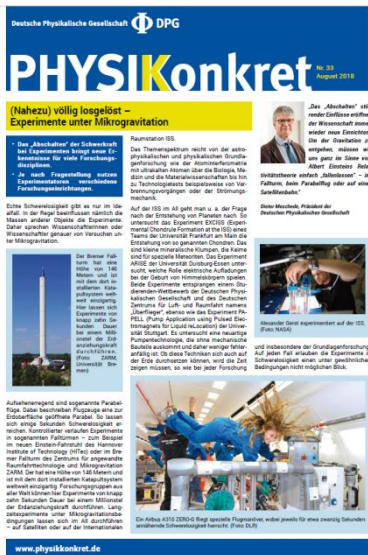 Deutsche Physikalische Gesellschaft DPG
PHYSIKonkret
Nr. 33
August 2018
(Nahezu) völlig losgelöst –
Experimente unter Mikrogravitation
• Das „Abschalten" der Schwerkraft
bei Experimenten bringt neue Er-
kenntnisse für viele Forschungs-
disziplinen.
• Je nach Fragestellung nutzen
Experimentatoren verschiedene
Forschungseinrichtungen.
Echte Schwerelosigkeit gibt es nur im Ide-
alfall. In der Regel beeinflussen nämlich die
Massen anderer Objekte die Experimente.
Daher sprechen Wissenschaftlerinnen oder
Wissenschaftler genauer von Versuchen un-
ter Mikrogravitation.
Der Bremer Fall-
turm hat eine
Höhe von 146
Metern und ist
mit dem dort in-
stallierten Kata-
pultsystem welt-
weit einzigartig.
Hier lassen sich
Experimente von
knapp zehn Se-
kunden Dauer
bei einem Milli-
onstel der Erd-
anziehungskraft
durchführen.
(Foto: ZARM,
Universität Bre-
men)
Aufsehenerregend sind sogenannte Parabel-
flüge. Dabei beschreiben Flugzeuge eine zur
Erdoberfläche geöffnete Parabel. So lassen
sich einige Sekunden Schwerelosigkeit er-
reichen. Kontrollierter verlaufen Experimente
in sogenannten Falltürmen – zum Beispiel
im neuen Einstein-Fahrstuhl des Hannover
Institute of Technology (HITec) oder im Bre-
mer Fallturm des Zentrums für angewandte
Raumfahrttechnologie und Mikrogravitation
ZARM. Der hat eine Höhe von 146 Metern und
ist mit dem dort installierten Katapultsystem
weltweit einzigartig. Forschungsgruppen aus
aller Welt können hier Experimente von knapp
zehn Sekunden Dauer bei einem Millionstel
der Erdanziehungskraft durchführen. Lang-
zeitexperimente unter Mikrogravitationsbe-
dingungen lassen sich im All durchführen
– auf Satelliten oder auf der Internationalen
Raumstation ISS.
Das Themenspektrum reicht von der astro-
physikalischen und physikalischen Grundla-
genforschung wie der Atominterferometrie
mit ultrakalten Atomen über die Biologie, Me-
dizin und die Materialwissenschaften bis hin
zu Technologietests beispielsweise von Ver-
brennungsvorgängen oder der Strömungs-
mechanik.
Auf der ISS im All geht man u. a. der Frage
nach der Entstehung von Planeten nach. So
untersucht das Experiment EXCISS (Experi-
mental Chondrule Formation at the ISS) eines
Teams der Universität Frankfurt am Main die
Entstehung von so genannten Chondren. Das
sind kleine mineralische Klumpen, die Keime
sind für spezielle Meteoriten. Das Experiment
ARISE der Universität Duisburg-Essen unter-
sucht, welche Rolle elektrische Aufladungen
bei der Geburt von Himmelskörpern spielen.
Beide Experimente entsprangen einem Stu-
dierenden-Wettbewerb der Deutschen Physi-
kalischen Gesellschaft und des Deutschen
Zentrums für Luft- und Raumfahrt namens
„Überflieger", ebenso wie das Experiment PA-
PELL (Pump Application using Pulsed Elec-
tromagnets for Liquid reLocation) der Univer-
sität Stuttgart. Es untersucht eine neuartige
Pumpentechnologie, die ohne mechanische
Bauteile auskommt und daher weniger fehler-
anfällig ist. Ob diese Techniken sich auch auf
der Erde durchsetzen können, wird die Zeit
zeigen müssen, so wie bei jeder Forschung
„Das „Abschalten" stö-
render Einflüsse eröffnet
der Wissenschaft immer
wieder neue Einsichten.
Um der Gravitation zu
entgehen, müssen wir
uns ganz im Sinne von
Albert Einsteins Rela-
tivitätstheorie einfach „fallenlassen" – im
Fallturm, beim Parabelflug oder auf einer
Satellitenbahn."
Dieter Meschede, Präsident der
Deutschen Physikalischen Gesellschaft
Alexander Gerst experimentiert auf der ISS.
(Foto: NASA)
und insbesondere der Grundlagenforschung.
Auf jeden Fall erlauben die Experimente in
Schwerelosigkeit einen unter gewöhnlichen
Bedingungen nicht möglichen Blick.
Ein Airbus A310 ZERO-G fliegt spezielle Flugmanöver, wobei jeweils für etwa zwanzig Sekunden
annähernd Schwerelosigkeit herrscht. (Foto: DLR)
www.physikkonkret.de